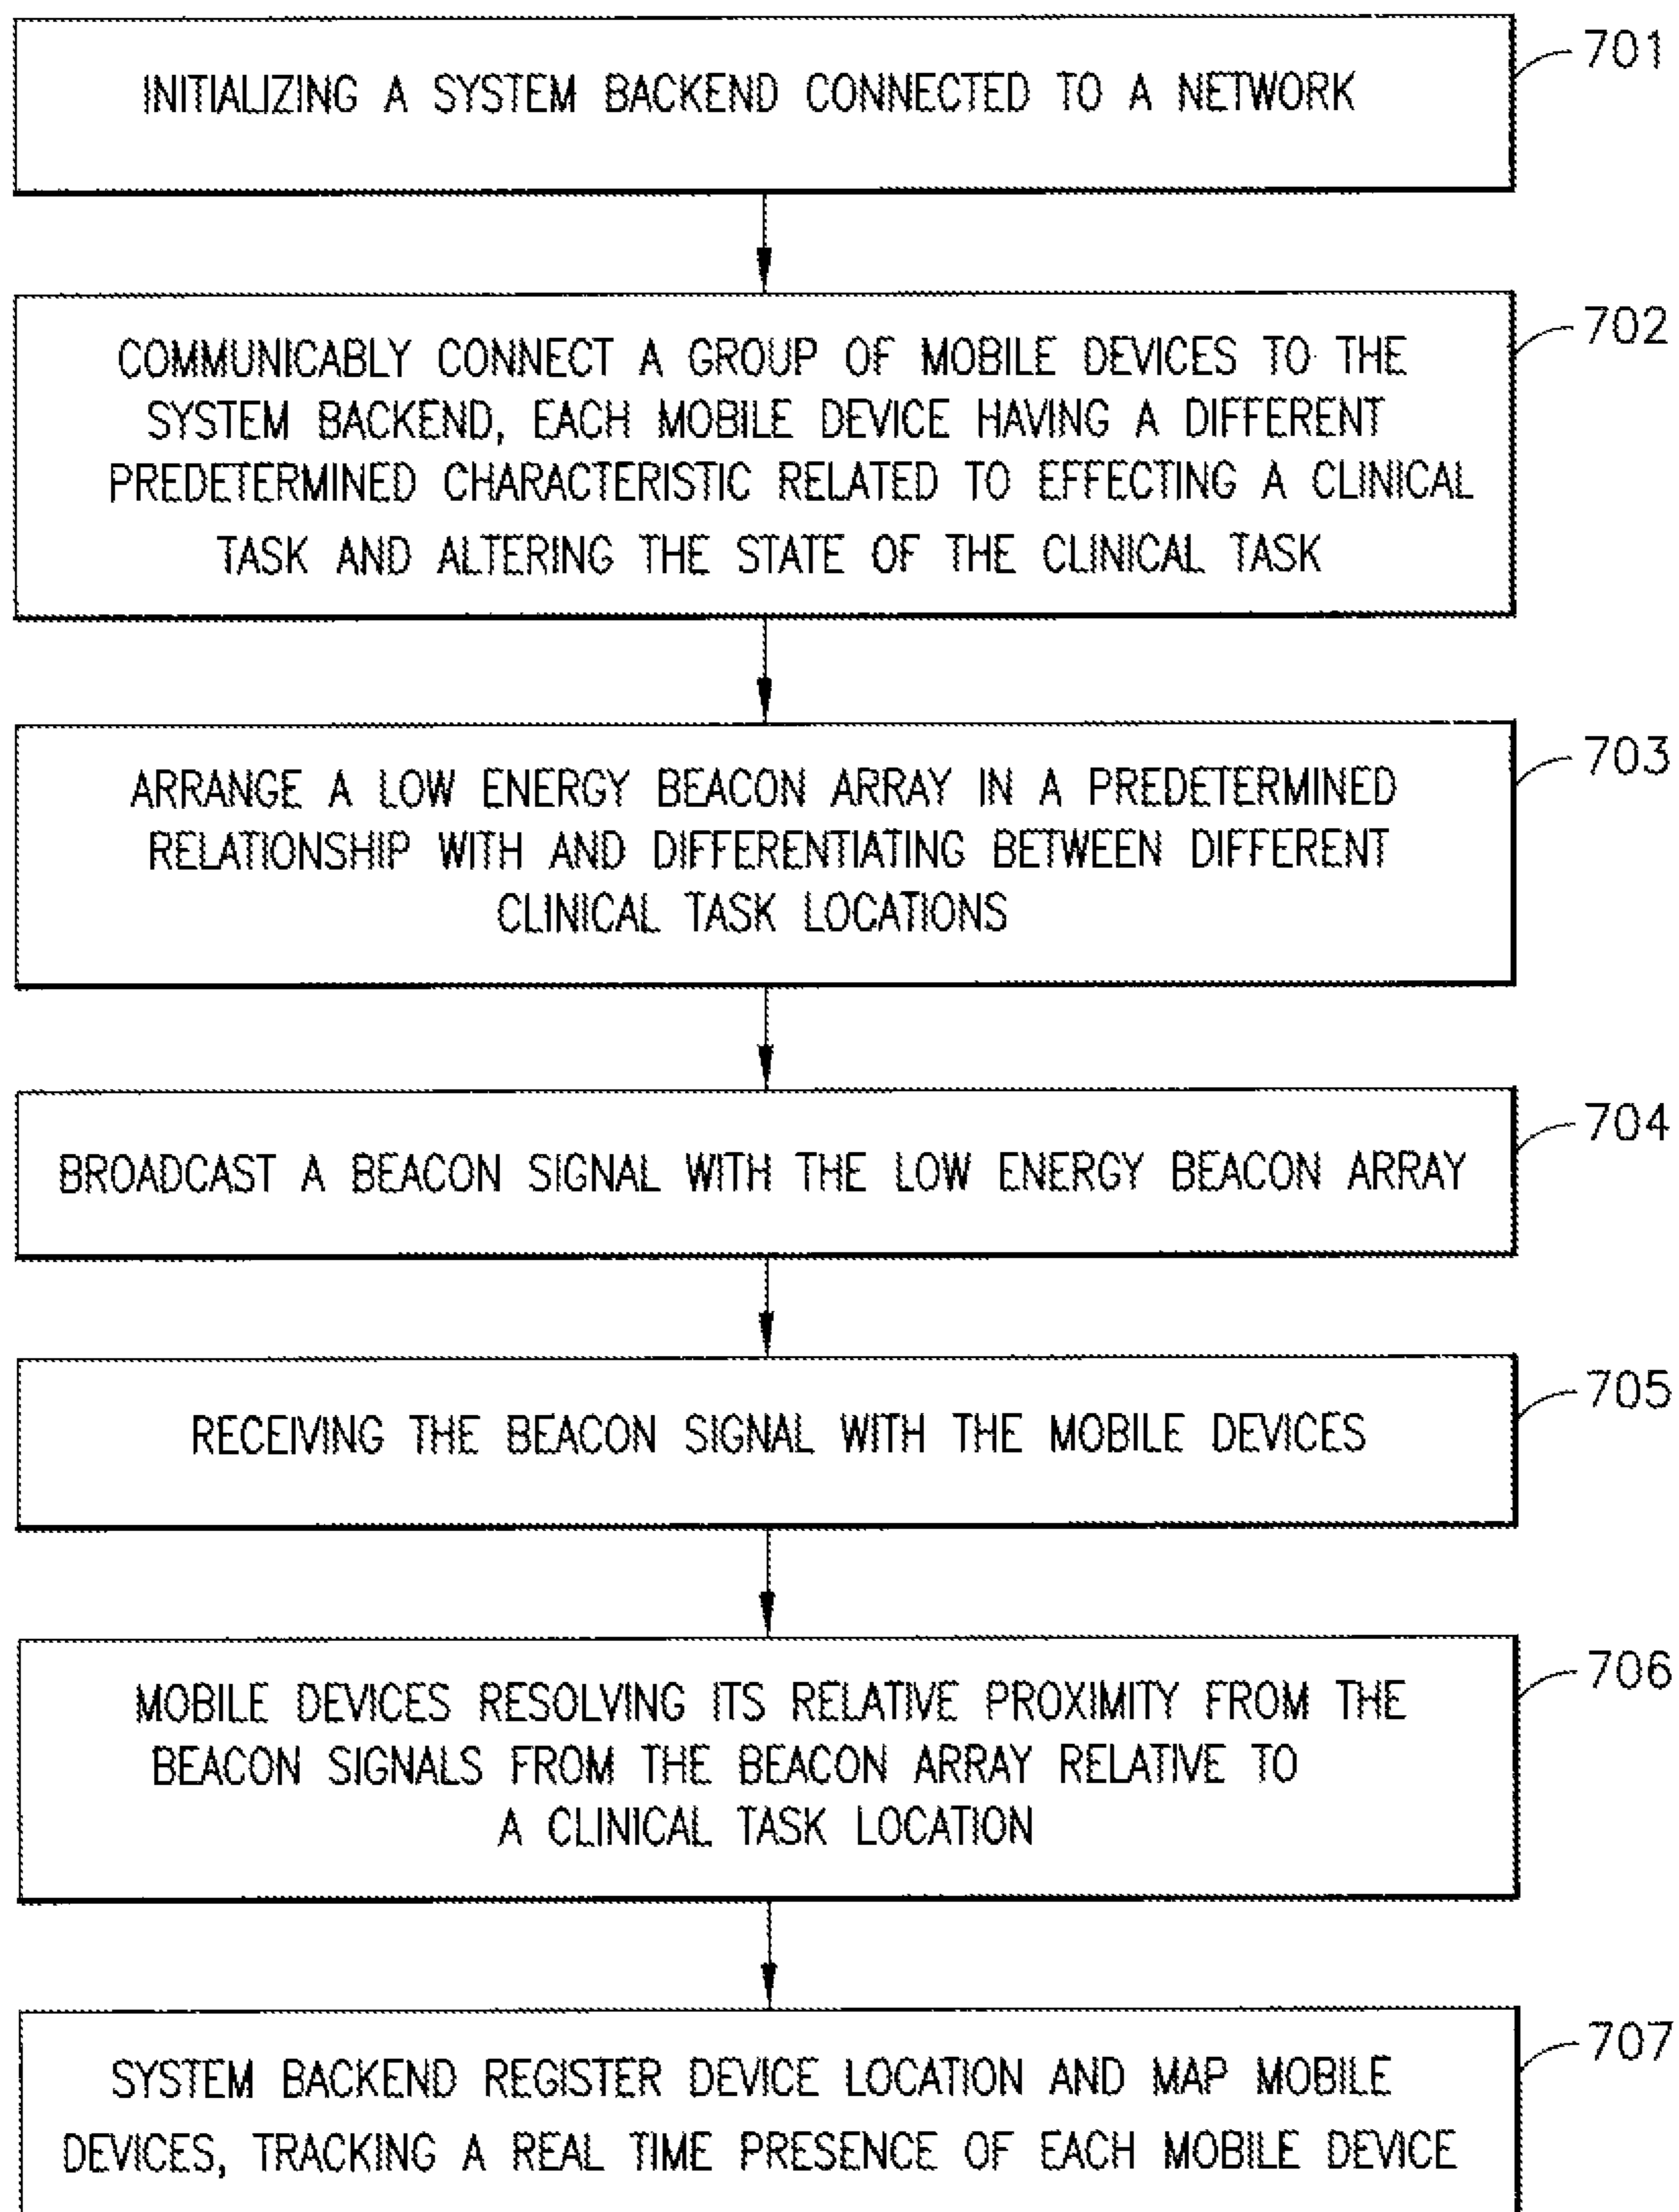 701
INITIALIZING A SYSTEM BACKEND CONNECTED TO A NETWORK
702
COMMUNICABLY CONNECT A GROUP OF MOBILE DEVICES TO THE
SYSTEM BACKEND, EACH MOBILE DEVICE HAVING A DIFFERENT
PREDETERMINED CHARACTERISTIC RELATED TO EFFECTING A CLINICAL
TASK AND ALTERING THE STATE OF THE CLINICAL TASK
703
ARRANGE A LOW ENERGY BEACON ARRAY IN A PREDETERMINED
RELATIONSHIP WITH AND DIFFERENTIATING BETWEEN DIFFERENT
CLINICAL TASK LOCATIONS
704
BROADCAST A BEACON SIGNAL WITH THE LOW ENERGY BEACON ARRAY
705
RECEIVING THE BEACON SIGNAL WITH THE MOBILE DEVICES
706
MOBILE DEVICES RESOLVING ITS RELATIVE PROXIMITY FROM THE
BEACON SIGNALS FROM THE BEACON ARRAY RELATIVE TO
A CLINICAL TASK LOCATION
707
SYSTEM BACKEND REGISTER DEVICE LOCATION AND MAP MOBILE
DEVICES, TRACKING A REAL TIME PRESENCE OF EACH MOBILE DEVICE